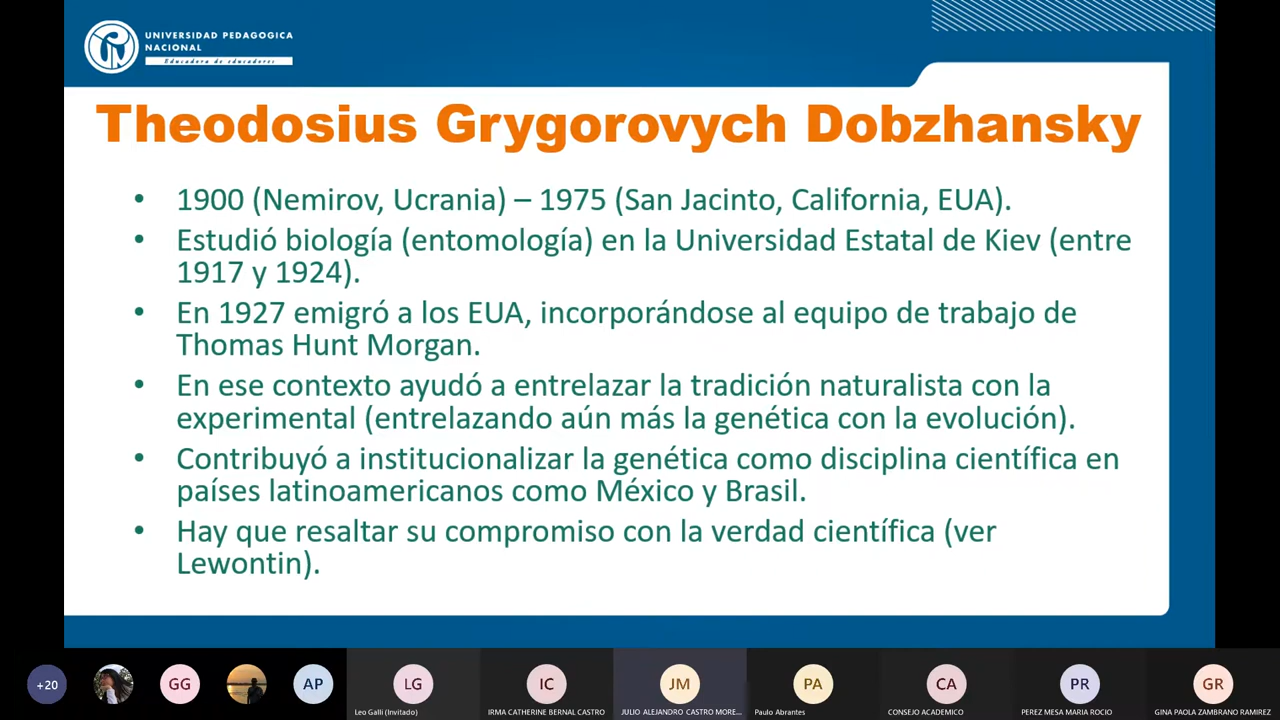 UNIVERSIDAD PEDAGOGICA
NACIONAL
Educadora de educadores
Theodosius Grygorovych Dobzhansky
• 1900 (Nemirov, Ucrania) – 1975 (San Jacinto, California, EUA).
• Estudió biología (entomología) en la Universidad Estatal de Kiev (entre
1917 y 1924).
• En 1927 emigró a los EUA, incorporándose al equipo de trabajo de
Thomas Hunt Morgan.
• En ese contexto ayudó a entrelazar la tradición naturalista con la
experimental (entrelazando aún más la genética con la evolución).
• Contribuyó a institucionalizar la genética como disciplina científica en
países latinoamericanos como México y Brasil.
• Hay que resaltar su compromiso con la verdad científica (ver
Lewontin).
+20 GG AP LG IC JM PA CA PR GR
Leo Galli (Invitado) IRMA CATHERINE BERNAL CASTRO JULIO ALEJANDRO CASTRO MORE... Paulo Abrantes CONSEJO ACADEMICO PEREZ MESA MARIA ROCIO GINA PAOLA ZAMBRANO RAMIREZ